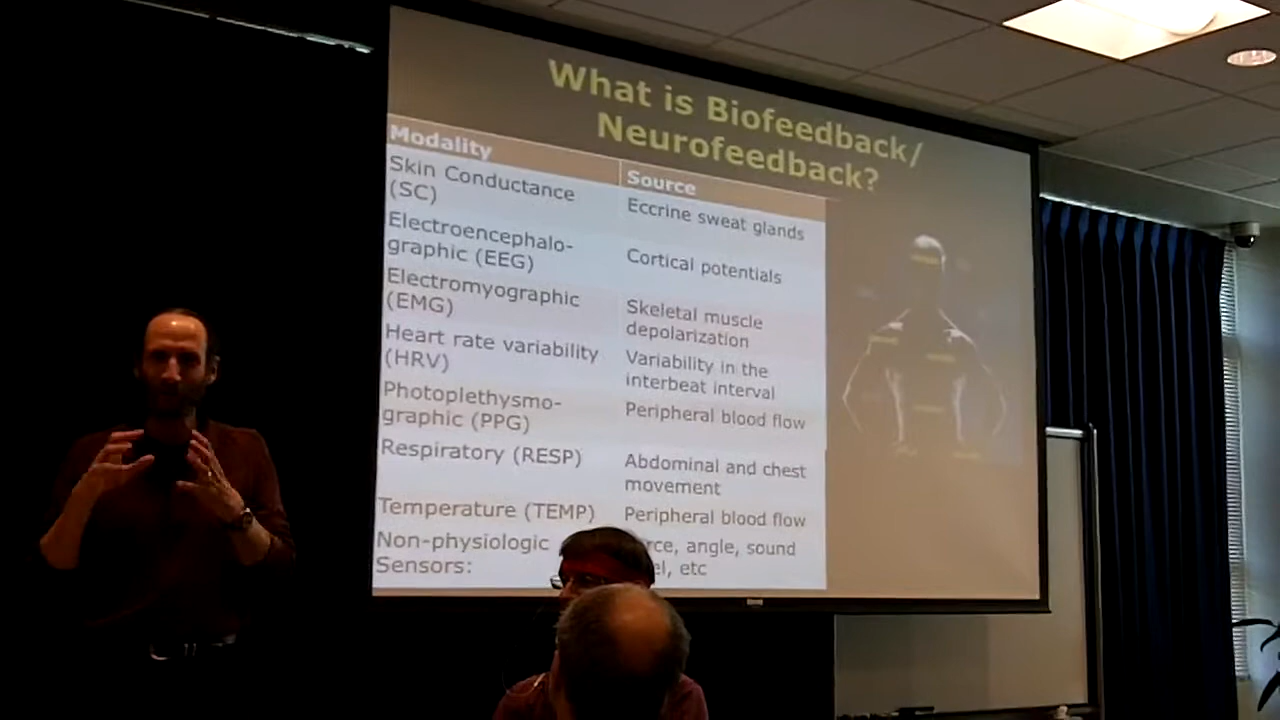 What is Biofeedback/
Neurofeedback?
Modality
Source
Skin Conductance
(SC)
Eccrine sweat glands
Electroencephalo-
graphic (EEG)
Cortical potentials
Electromyographic
(EMG)
Skeletal muscle
depolarization
Heart rate variability
(HRV)
Variability in the
interbeat interval
Photoplethysmo-
graphic (PPG)
Peripheral blood flow
Respiratory (RESP)
Abdominal and chest
movement
Temperature (TEMP)
Peripheral blood flow
Non-physiologic
Sensors:
angle, sound
etc